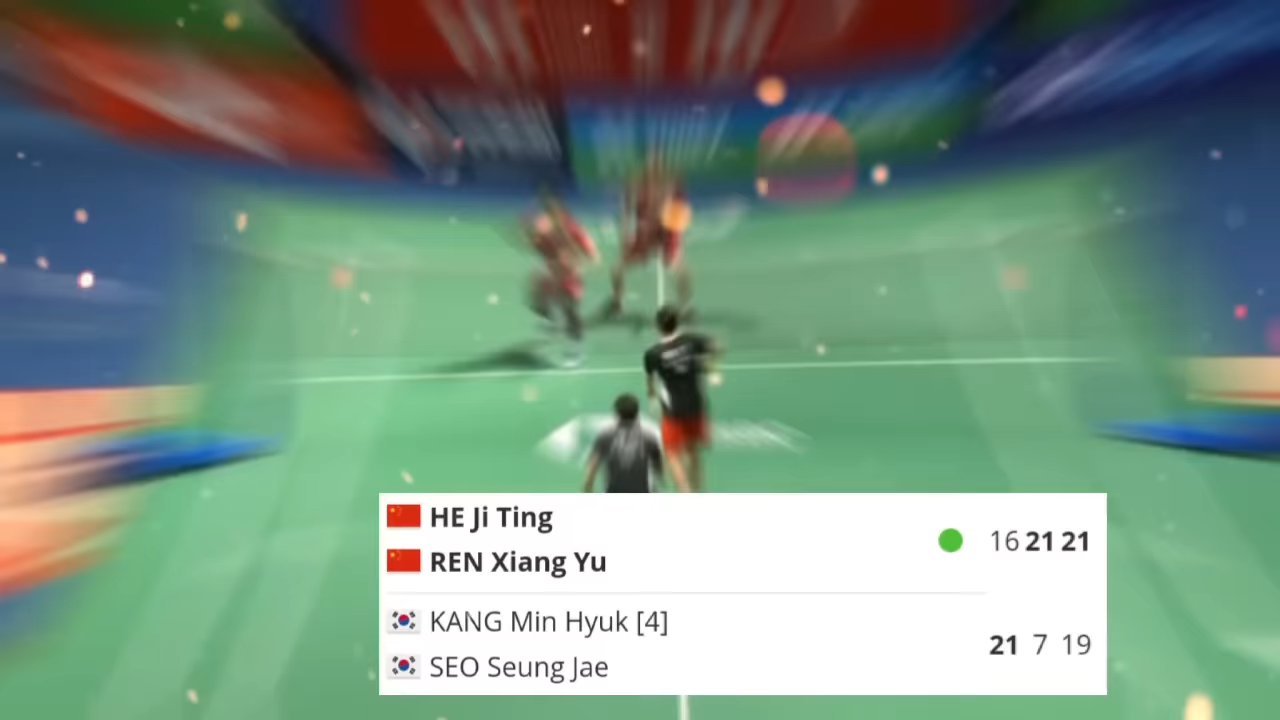 HE Ji Ting
REN Xiang Yu
16 21 21
KANG Min Hyuk [4]
SEO Seung Jae
21 7 19